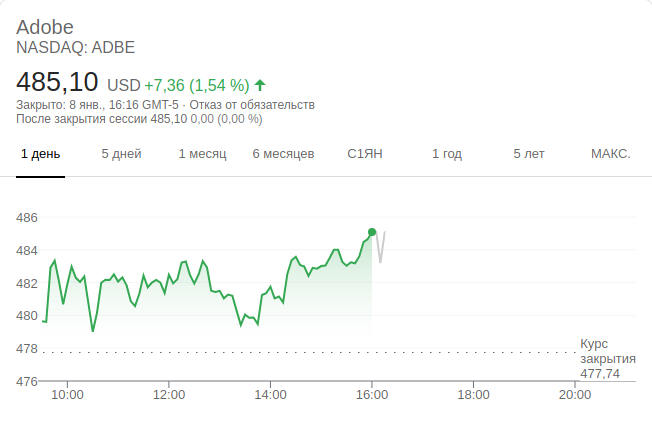 Adobe
NASDAQ: ADBE
485,10 USD +7,36 (1,54 %)
Закрыто: 8 янв., 16:16 GMT-5 · Отказ от обязательств
После закрытия сессии 485,10 0,00 (0,00 %)
1 день 5 дней 1 месяц 6 месяцев С1ЯН 1 год 5 лет МАКС.
486
484
482
480
478
Курс
закрытия
477,74
476
10:00 12:00 14:00 16:00 18:00 20:00